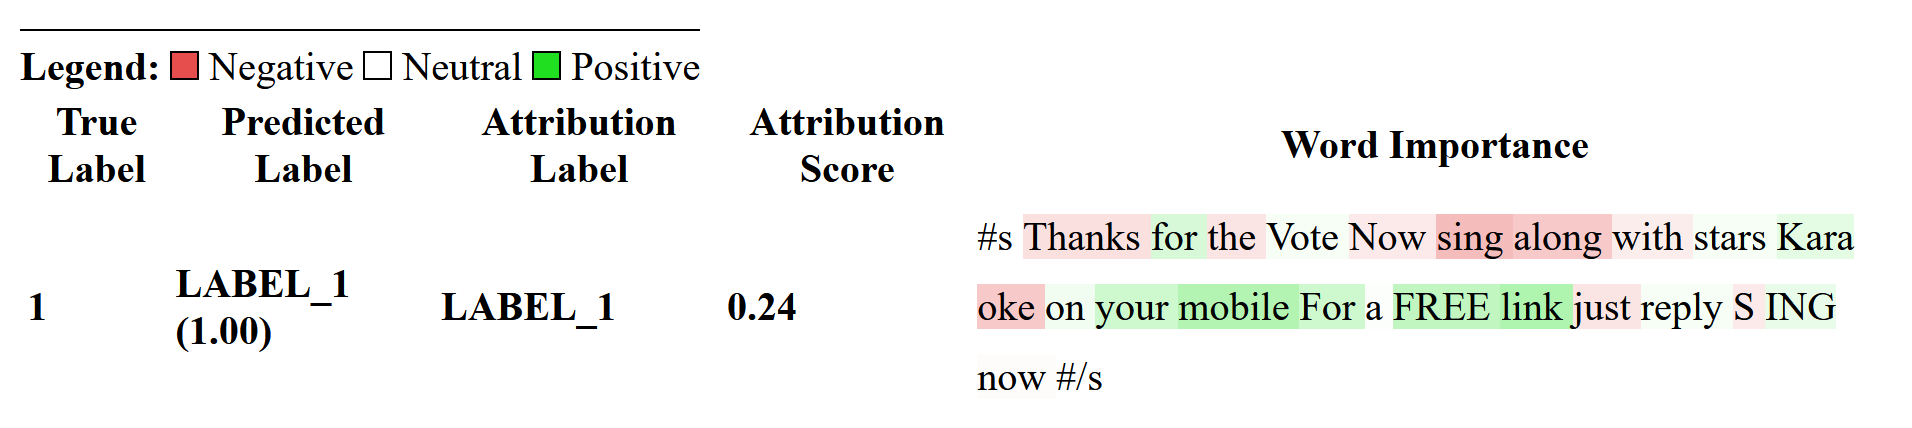 Legend: Negative Neutral Positive
True Label Predicted Label Attribution Label Attribution Score Word Importance
1 LABEL_1 (1.00) LABEL_1 0.24 #s Thanks for the Vote Now sing along with stars Kara
oke on your mobile For a FREE link just reply S ING
now #/s